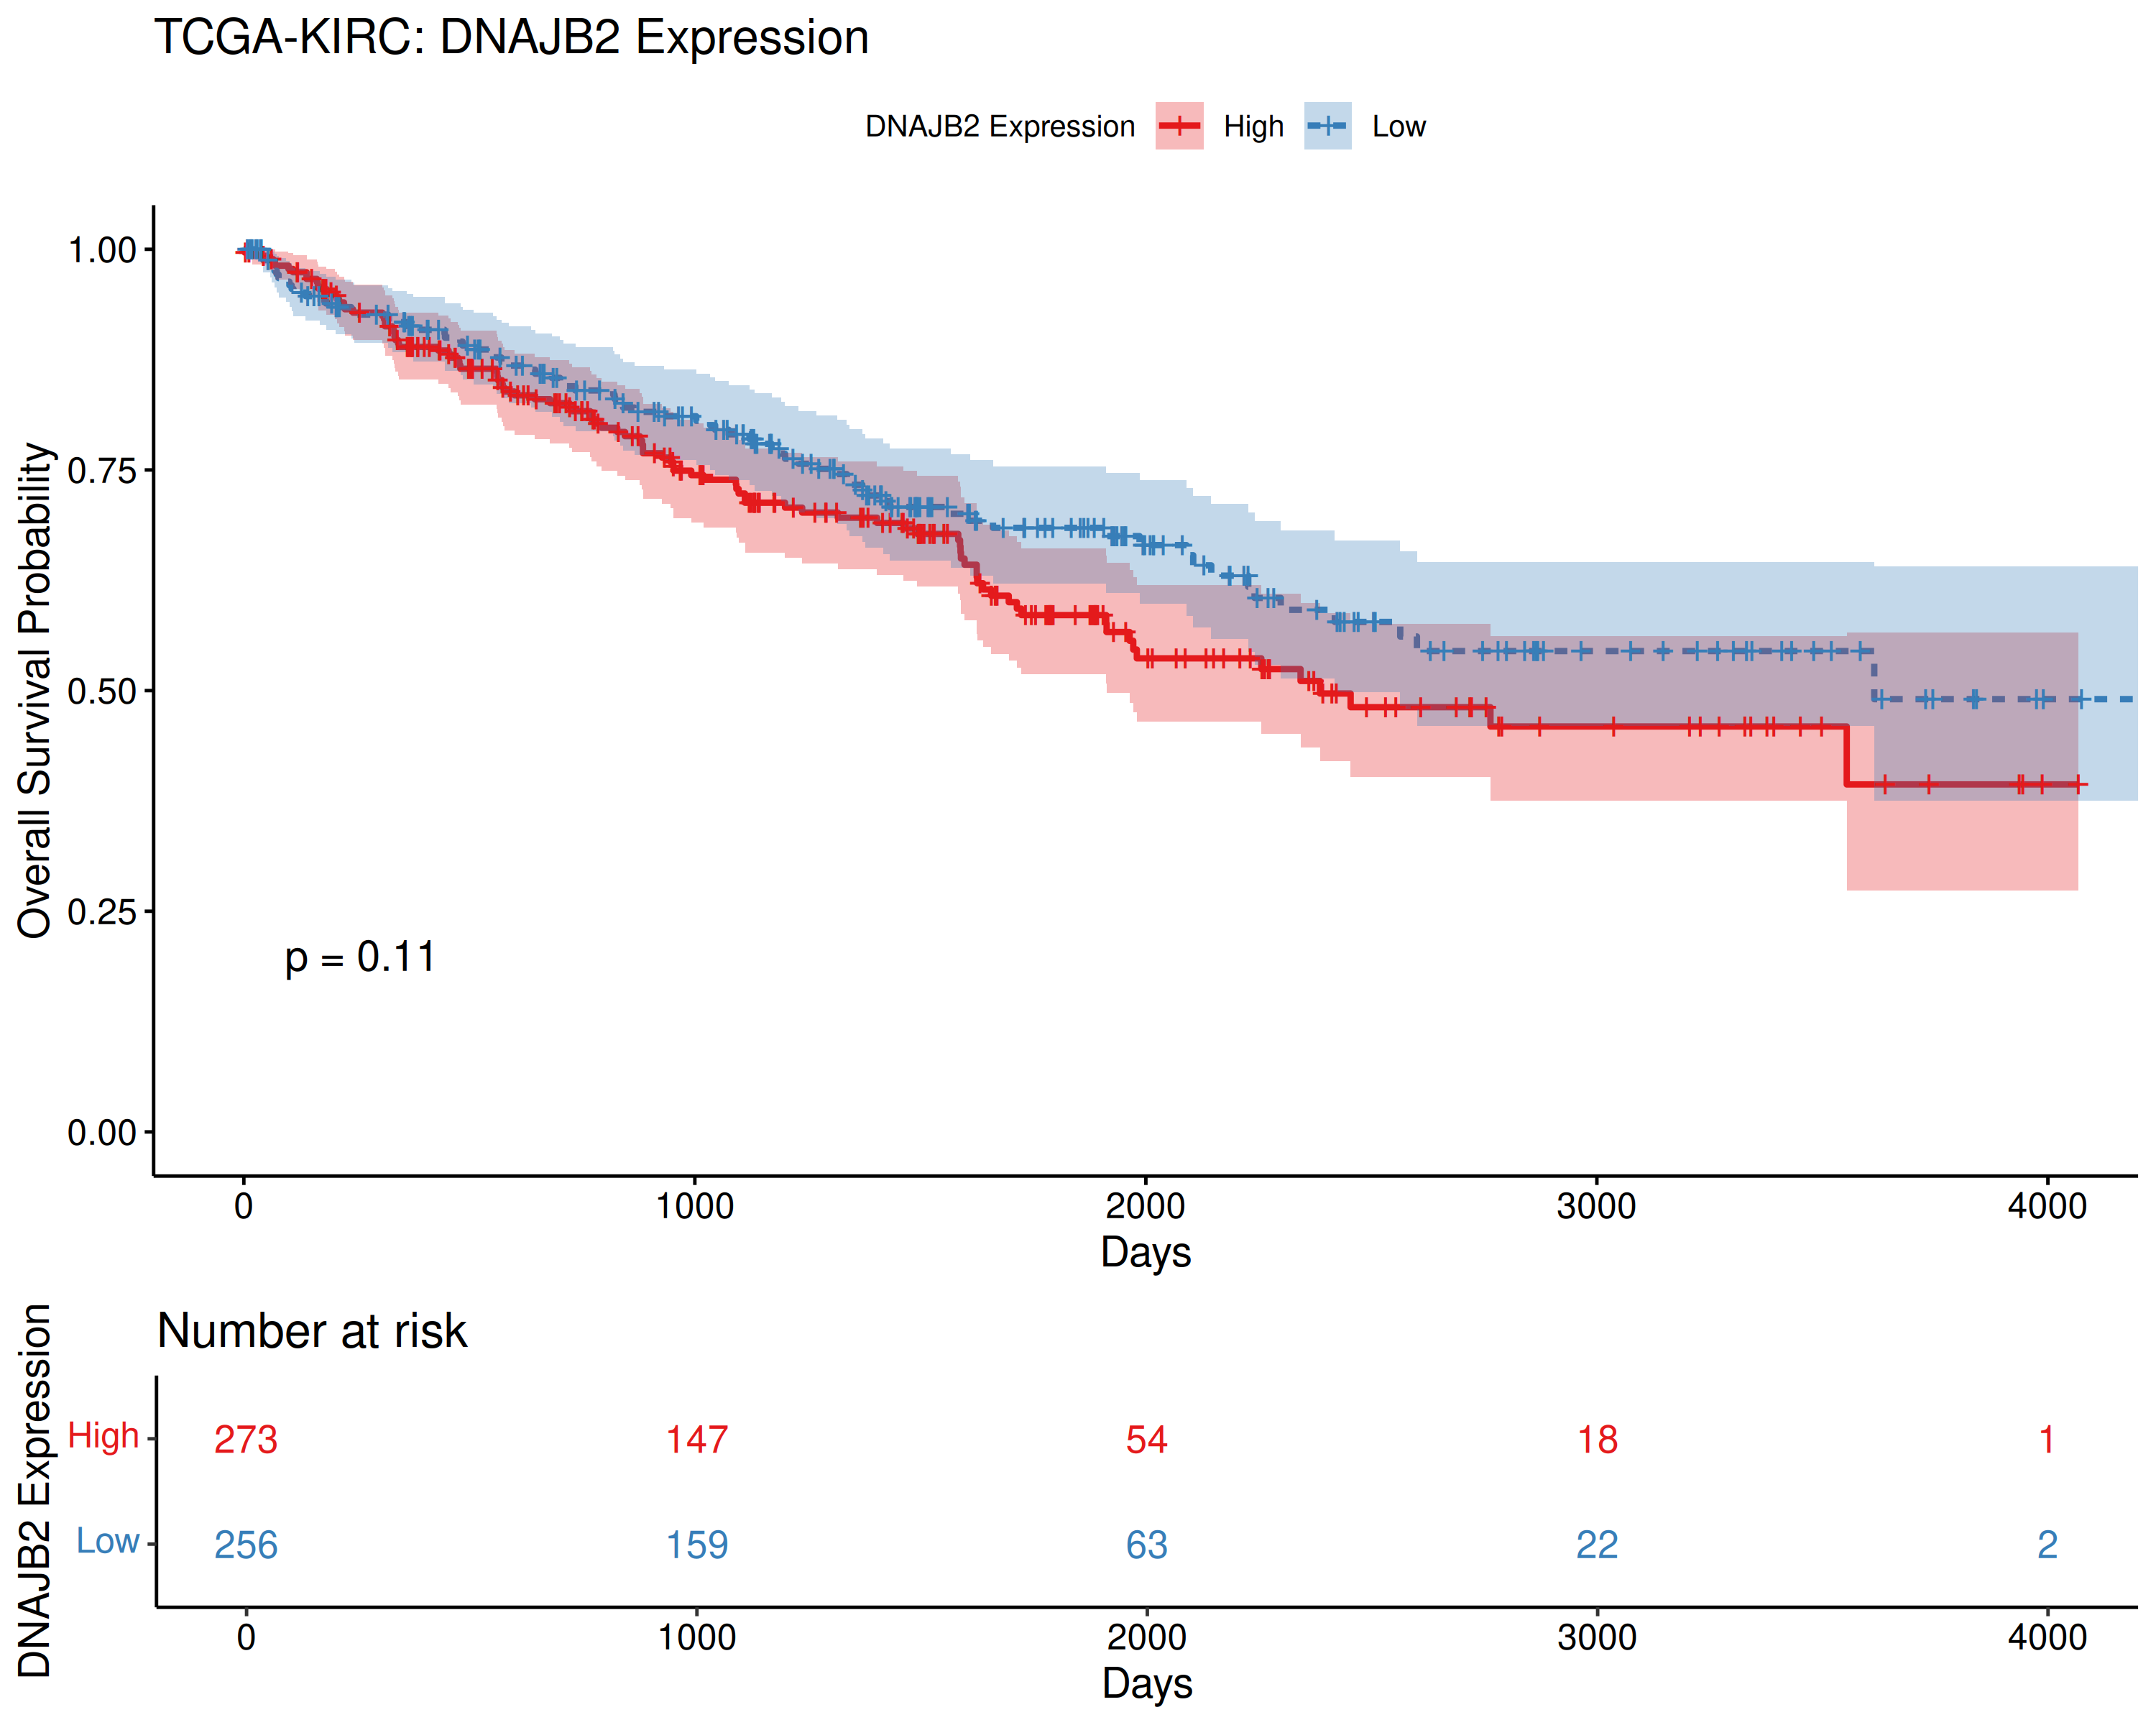 TCGA-KIRC: DNAJB2 Expression
DNAJB2 Expression High Low
Overall Survival Probability
1.00
0.75
0.50
0.25
0.00
p = 0.11
0 1000 2000 3000 4000
Days
Number at risk
DNAJB2 Expression
High 273 147 54 18 1
Low 256 159 63 22 2
0 1000 2000 3000 4000
Days